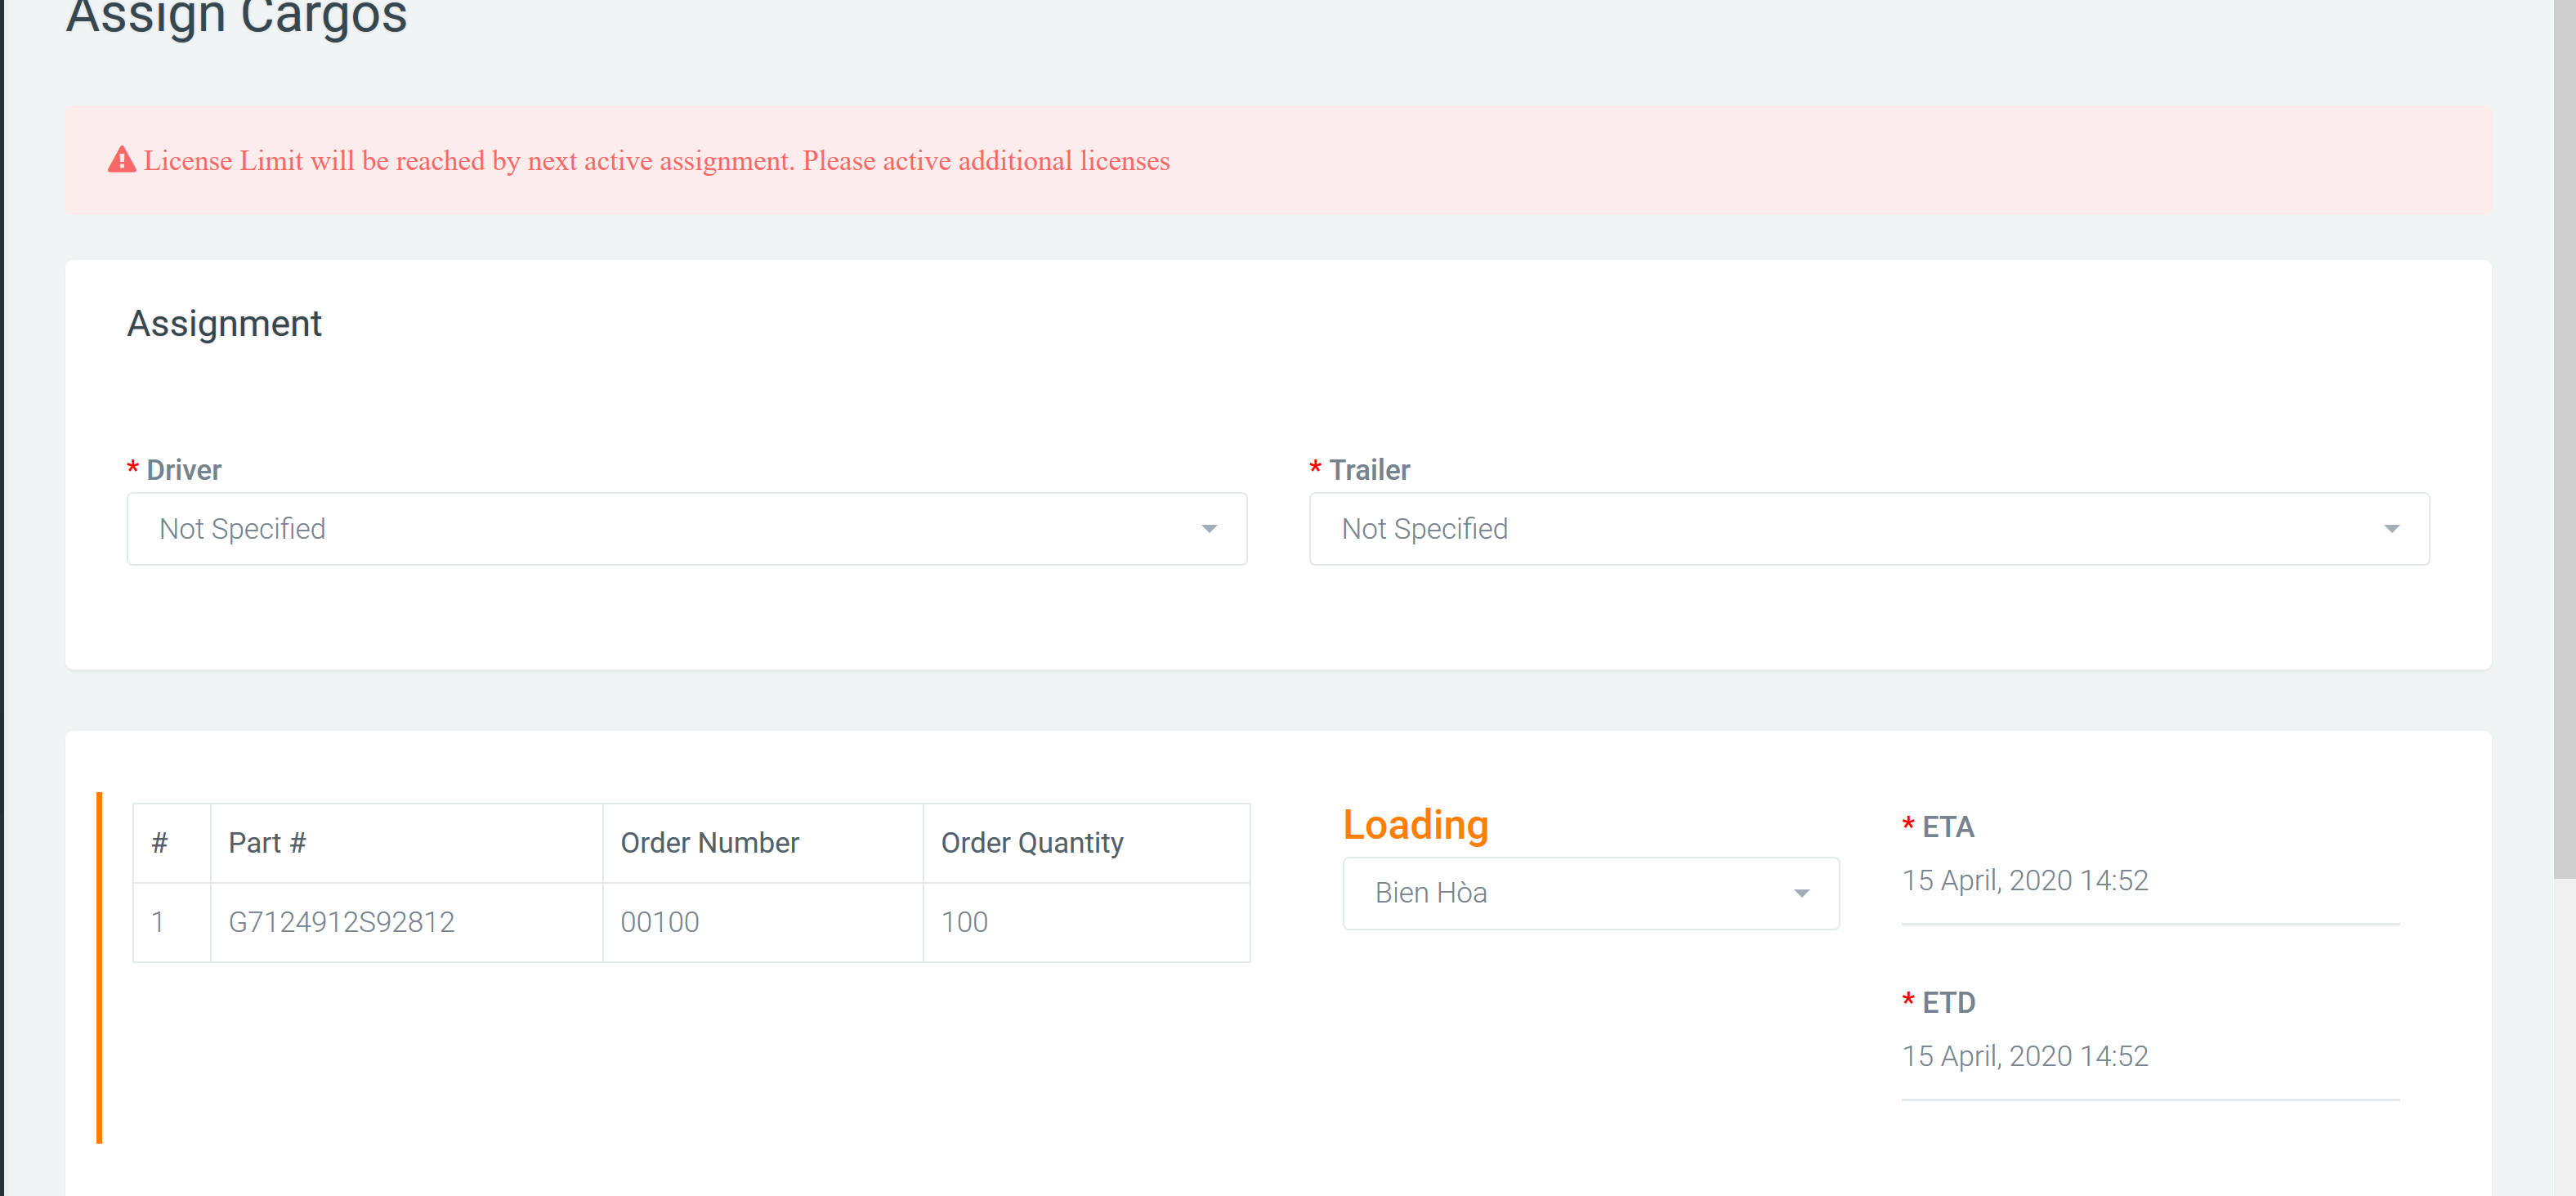 Assign Cargos
License Limit will be reached by next active assignment. Please active additional licenses
Assignment
* Driver
Not Specified
* Trailer
Not Specified
# Part # Order Number Order Quantity
1 G7124912S92812 00100 100
Loading
Bien Hòa
* ETA
15 April, 2020 14:52
* ETD
15 April, 2020 14:52